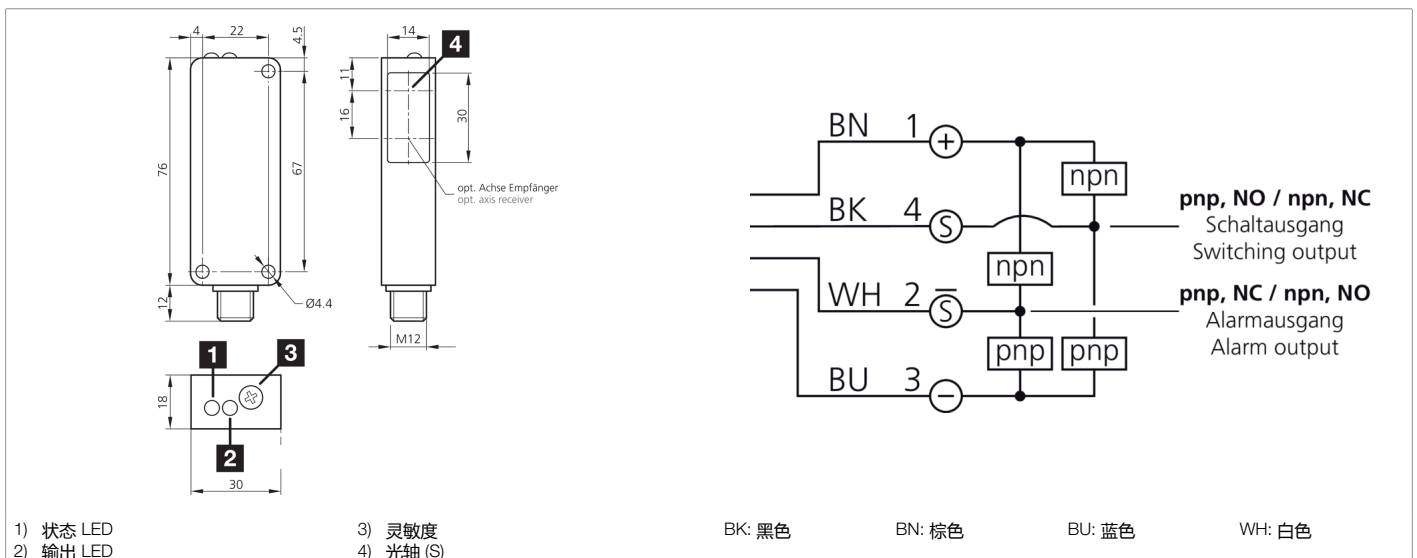 4 22 4.5
76 67
12
Ø4.4
14
4
11
16
30
opt. Achse Empfänger
opt. axis receiver
M12
1
3
18
2
30
BN 1 +
npn
BK 4 S
pnp, NO / npn, NC
Schaltausgang
Switching output
npn
WH 2 S̅
pnp, NC / npn, NO
Alarmausgang
Alarm output
pnp pnp
BU 3 −
1) 状态 LED
2) 输出 LED
3) 灵敏度
4) 光轴 (S)
BK: 黑色 BN: 棕色 BU: 蓝色 WH: 白色